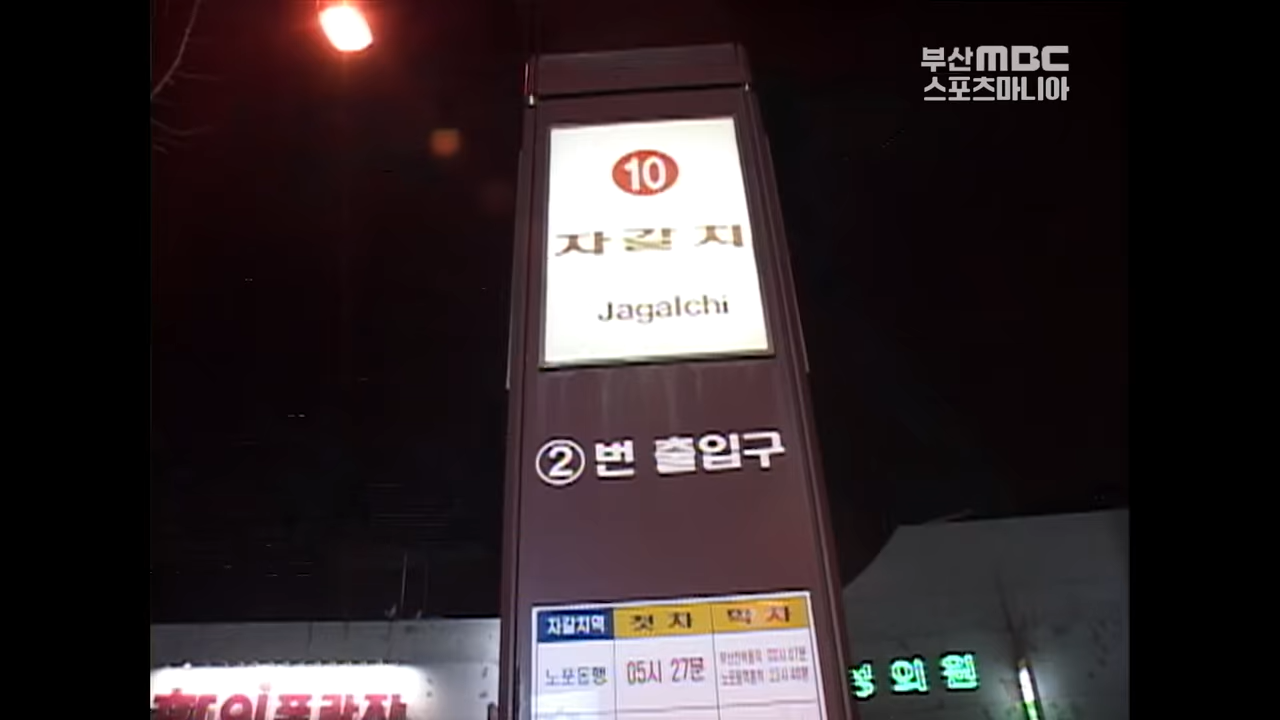 부산MBC
스포츠마니아
10
자갈치
Jagalchi
②번 출입구
자갈치역 첫차 막차
노포동행 05시 27분
의원